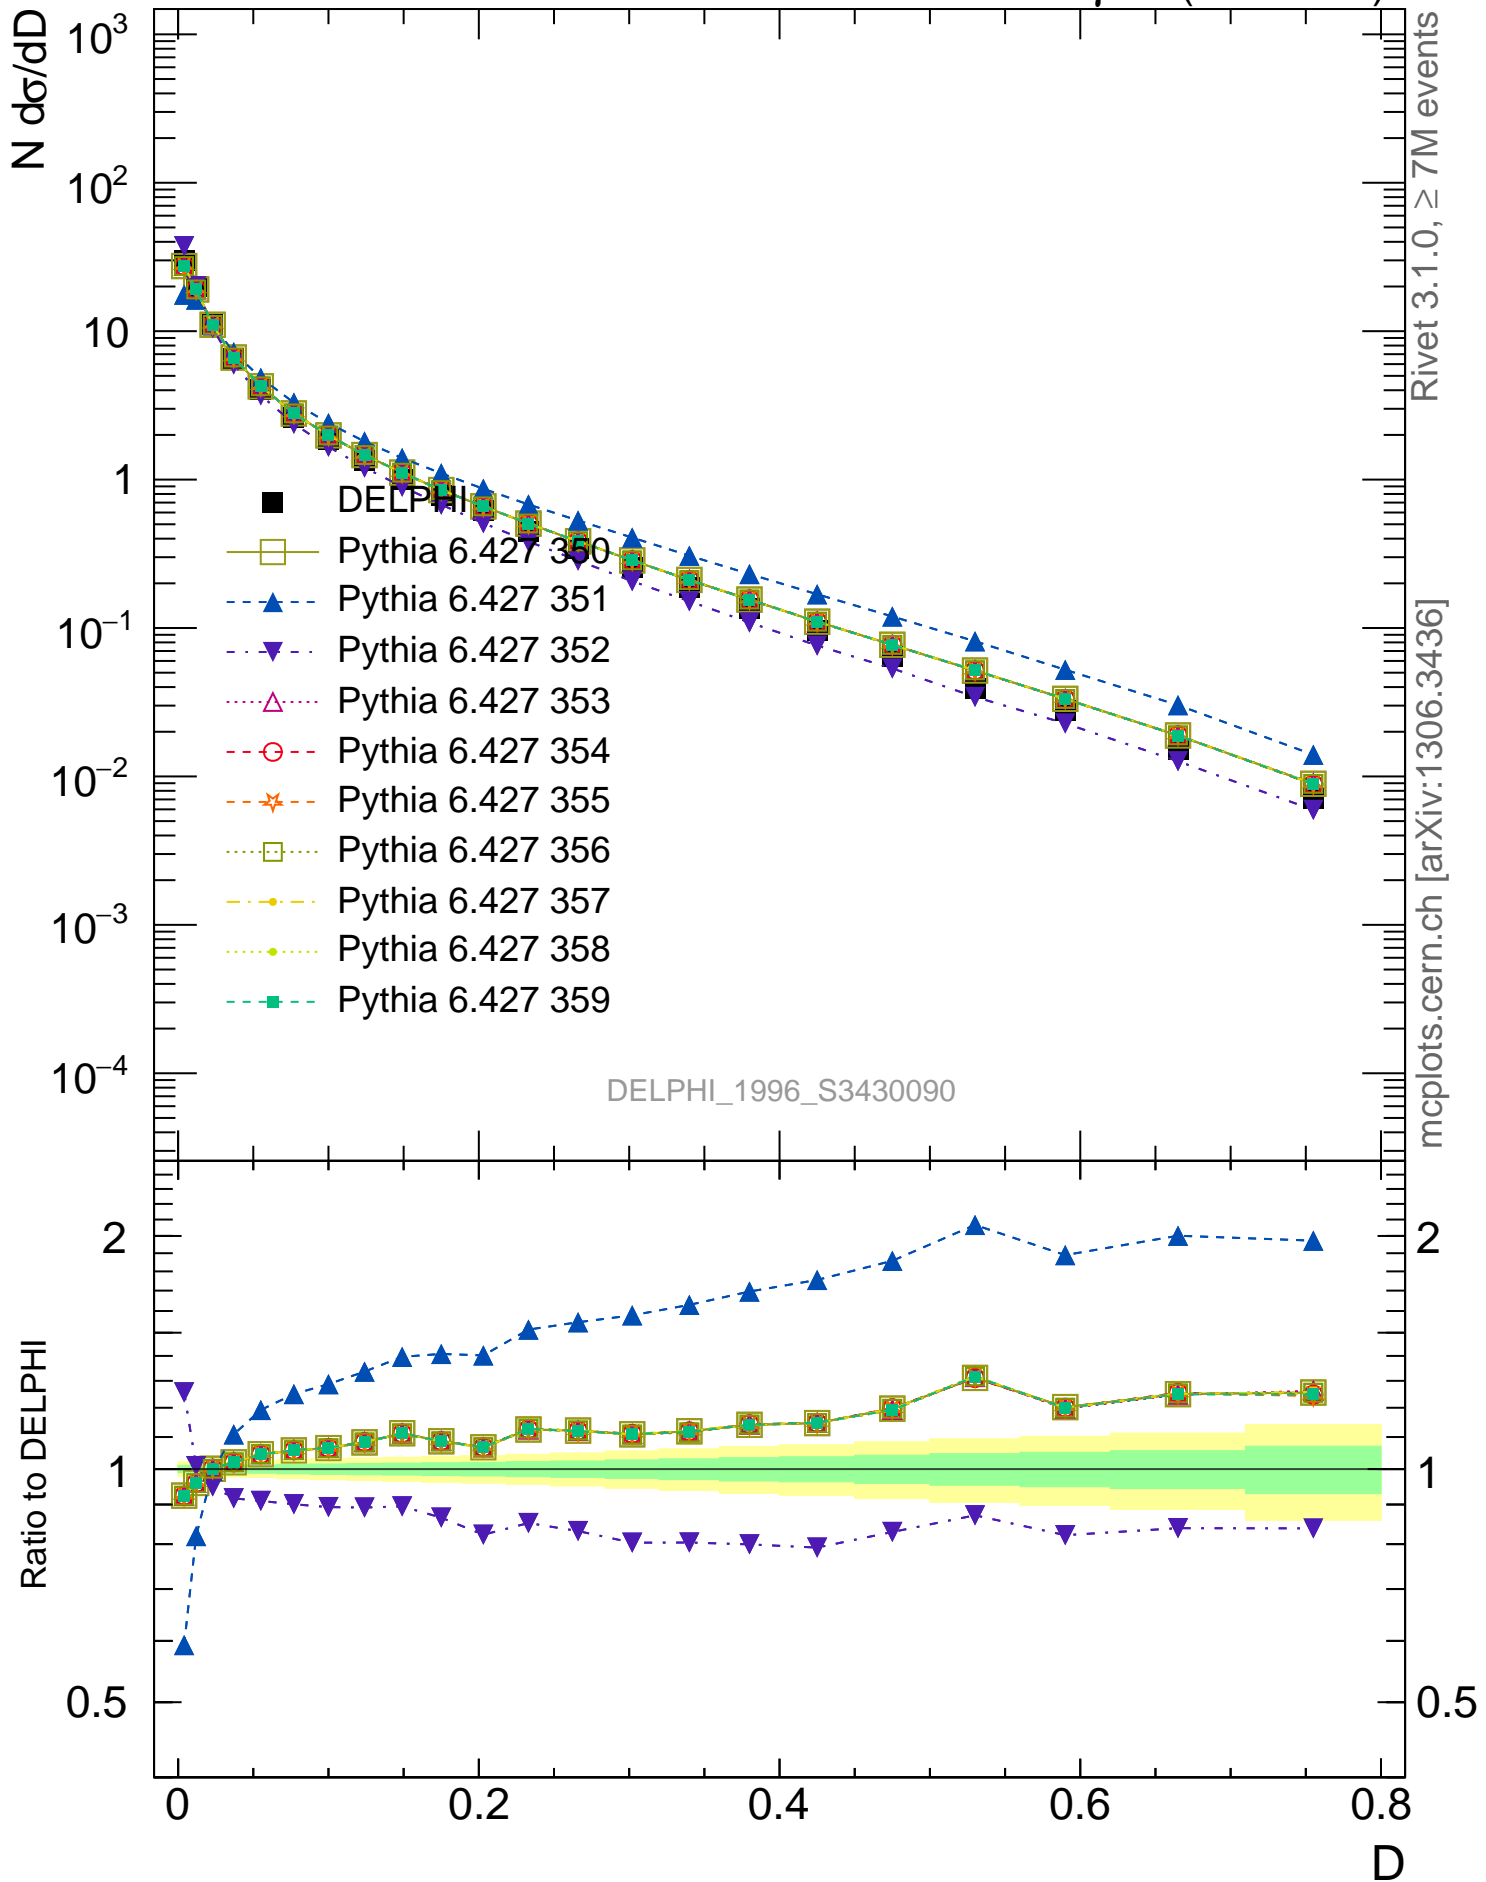 N dσ/dD
10³
10²
10
1
10⁻¹
10⁻²
10⁻³
10⁻⁴
DELPHI
Pythia 6.427 350
Pythia 6.427 351
Pythia 6.427 352
Pythia 6.427 353
Pythia 6.427 354
Pythia 6.427 355
Pythia 6.427 356
Pythia 6.427 357
Pythia 6.427 358
Pythia 6.427 359
DELPHI_1996_S3430090
Rivet 3.1.0, ≥ 7M events
mcplots.cern.ch [arXiv:1306.3436]
Ratio to DELPHI
2
1
0.5
2
1
0.5
0
0.2
0.4
0.6
0.8
D